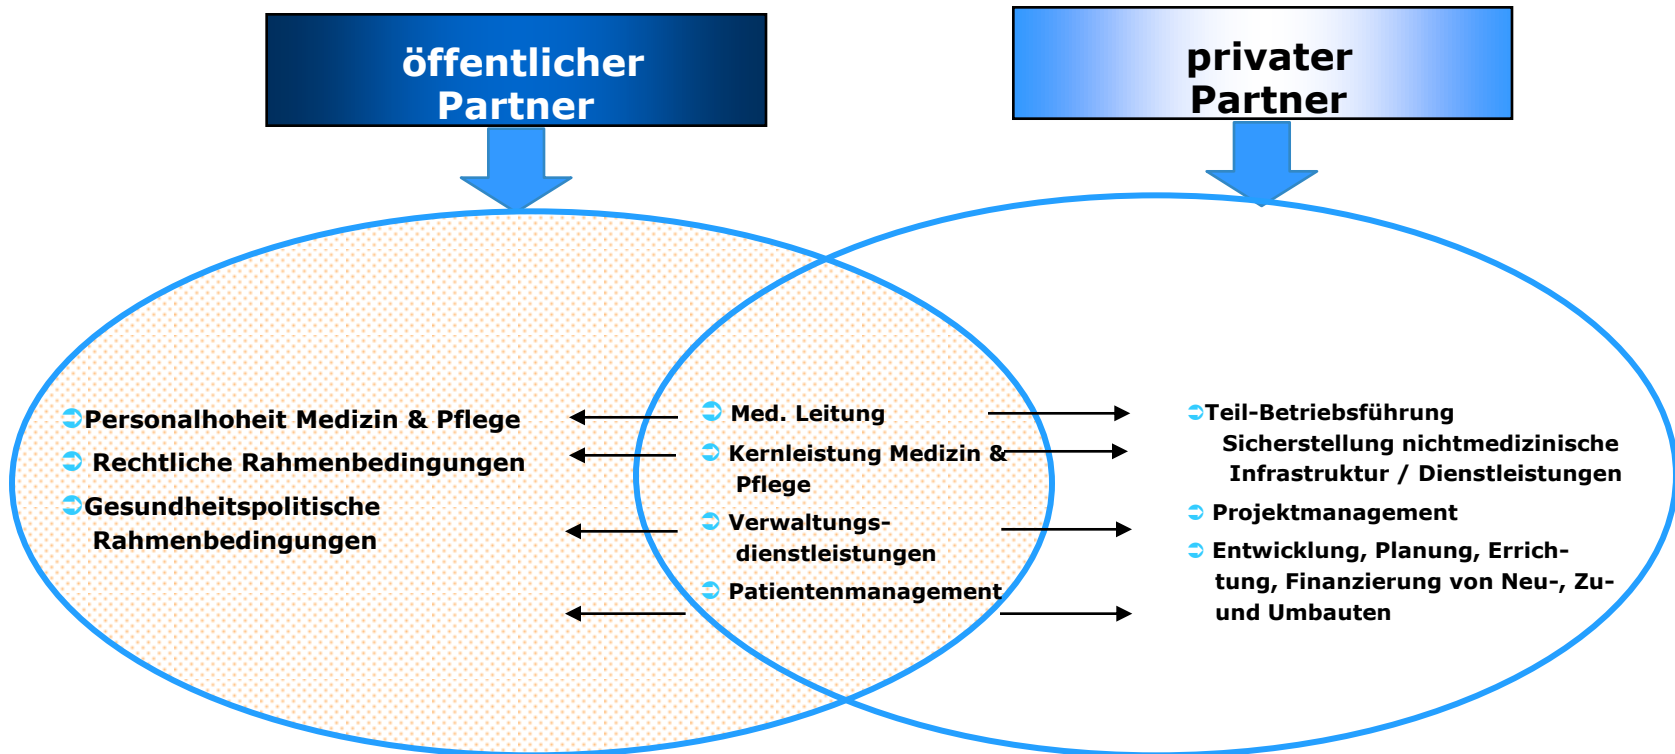 öffentlicher
Partner
privater
Partner
Personalhoheit Medizin & Pflege
Rechtliche Rahmenbedingungen
Gesundheitspolitische
Rahmenbedingungen
Med. Leitung
Kernleistung Medizin &
Pflege
Verwaltungs-
dienstleistungen
Patientenmanagement
Teil-Betriebsführung
Sicherstellung nichtmedizinische
Infrastruktur / Dienstleistungen
Projektmanagement
Entwicklung, Planung, Errich-
tung, Finanzierung von Neu-, Zu-
und Umbauten